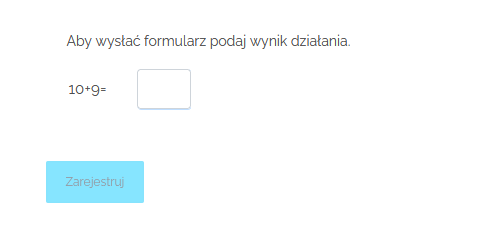 Aby wysłać formularz podaj wynik działania.
10+9=
Zarejestruj